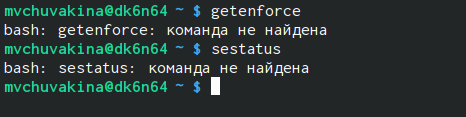 mvchuvakina@dk6n64 ~ $ getenforce
bash: getenforce: команда не найдена
mvchuvakina@dk6n64 ~ $ sestatus
bash: sestatus: команда не найдена
mvchuvakina@dk6n64 ~ $